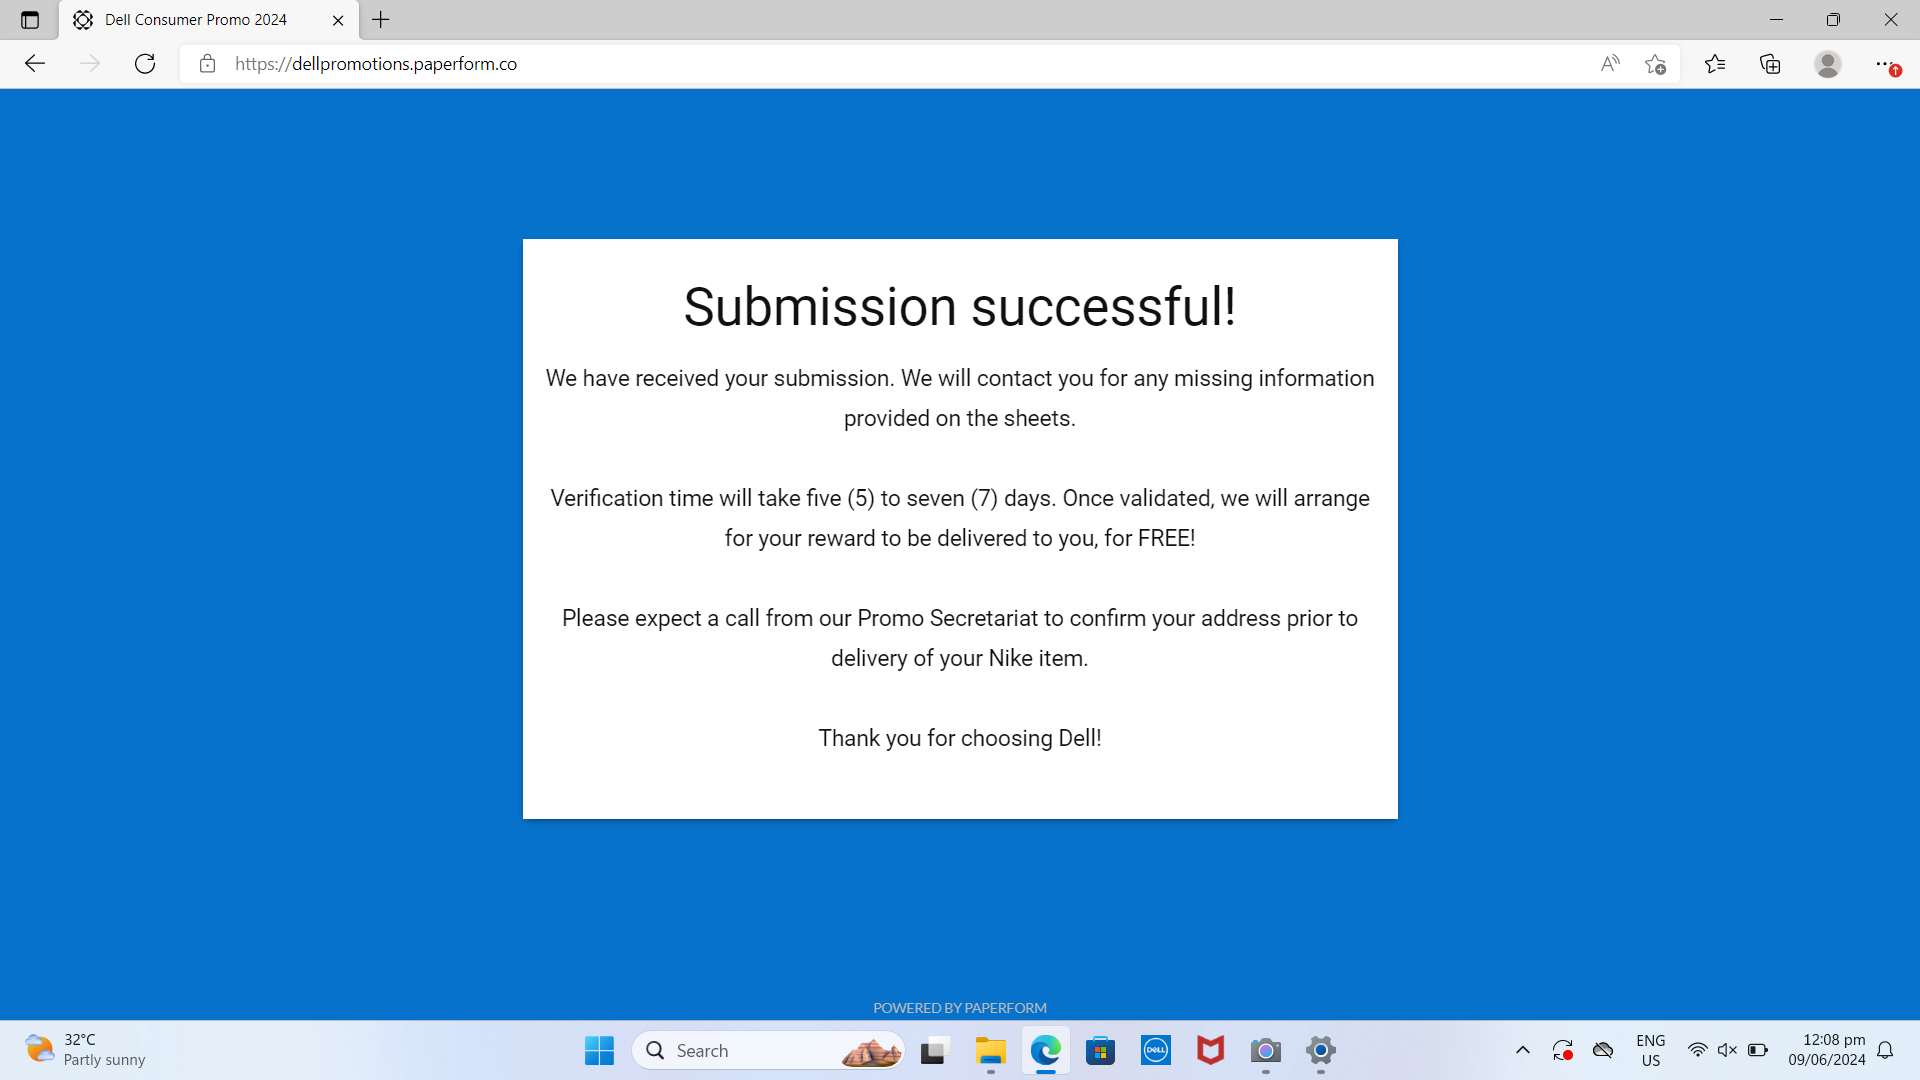 Dell Consumer Promo 2024
https://dellpromotions.paperform.co
Submission successful!
We have received your submission. We will contact you for any missing information
provided on the sheets.
Verification time will take five (5) to seven (7) days. Once validated, we will arrange
for your reward to be delivered to you, for FREE!
Please expect a call from our Promo Secretariat to confirm your address prior to
delivery of your Nike item.
Thank you for choosing Dell!
POWERED BY PAPERFORM
32°C
Partly sunny
Search
DELL
ENG
US
12:08 pm
09/06/2024